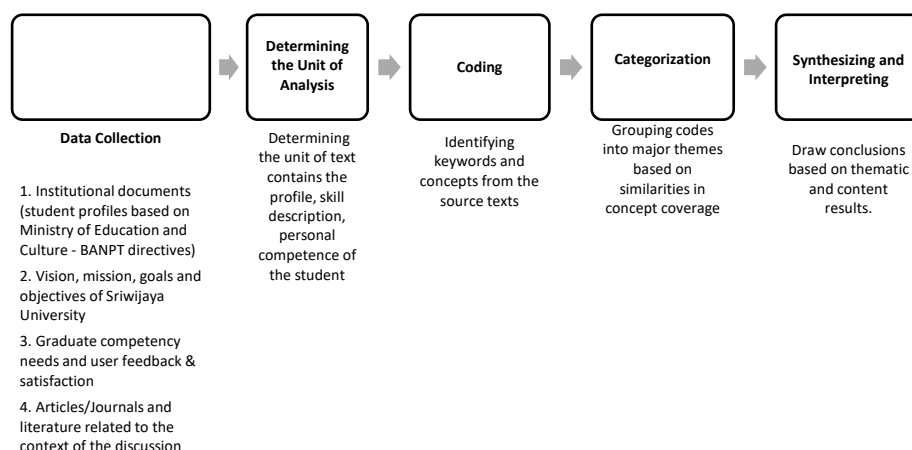 Data Collection
1. Institutional documents
(student profiles based on
Ministry of Education and
Culture - BANPT directives)
2. Vision, mission, goals and
objectives of Sriwijaya
University
3. Graduate competency
needs and user feedback &
satisfaction
4. Articles/Journals and
literature related to the
context of the discussion
Determining
the Unit of
Analysis
Determining
the unit of text
contains the
profile, skill
description,
personal
competence of
the student
Coding
Identifying
keywords and
concepts from the
source texts
Categorization
Grouping codes
into major themes
based on
similarities in
concept coverage
Synthesizing and
Interpreting
Draw conclusions
based on thematic
and content
results.